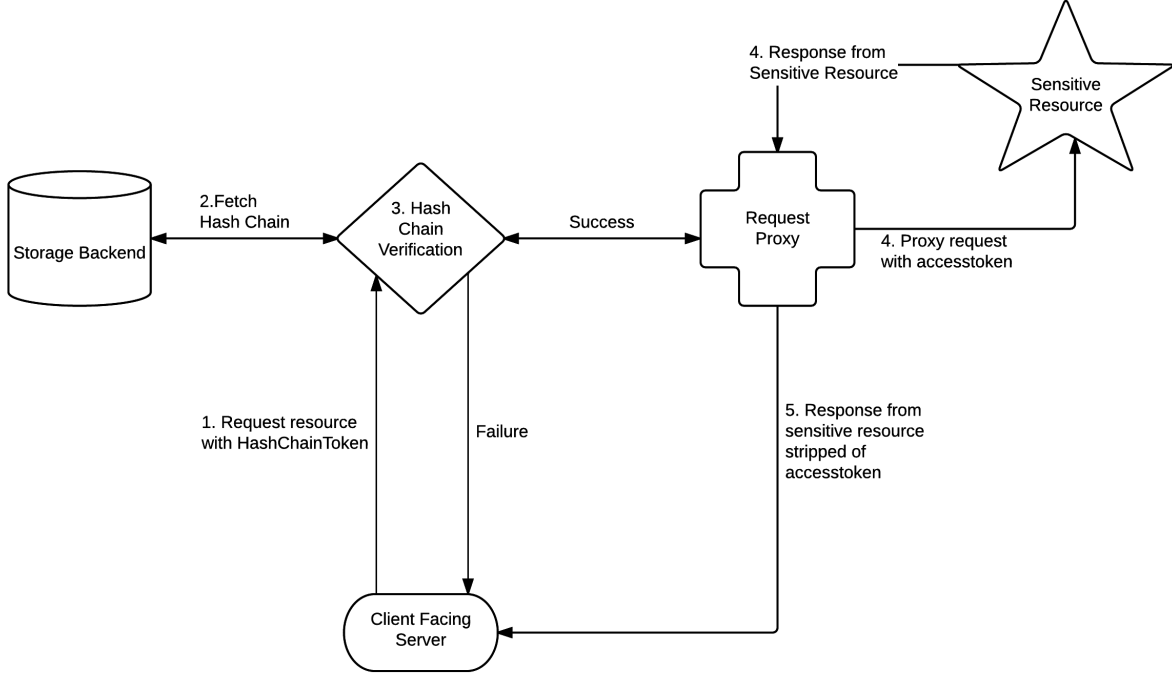 4. Response from
Sensitive Resource
Sensitive
Resource
2.Fetch
Hash Chain
3. Hash
Chain
Verification
Success
Request
Proxy
Storage Backend
4. Proxy request
with accesstoken
1. Request resource
with HashChainToken
Failure
5. Response from
sensitive resource
stripped of
accesstoken
Client Facing
Server